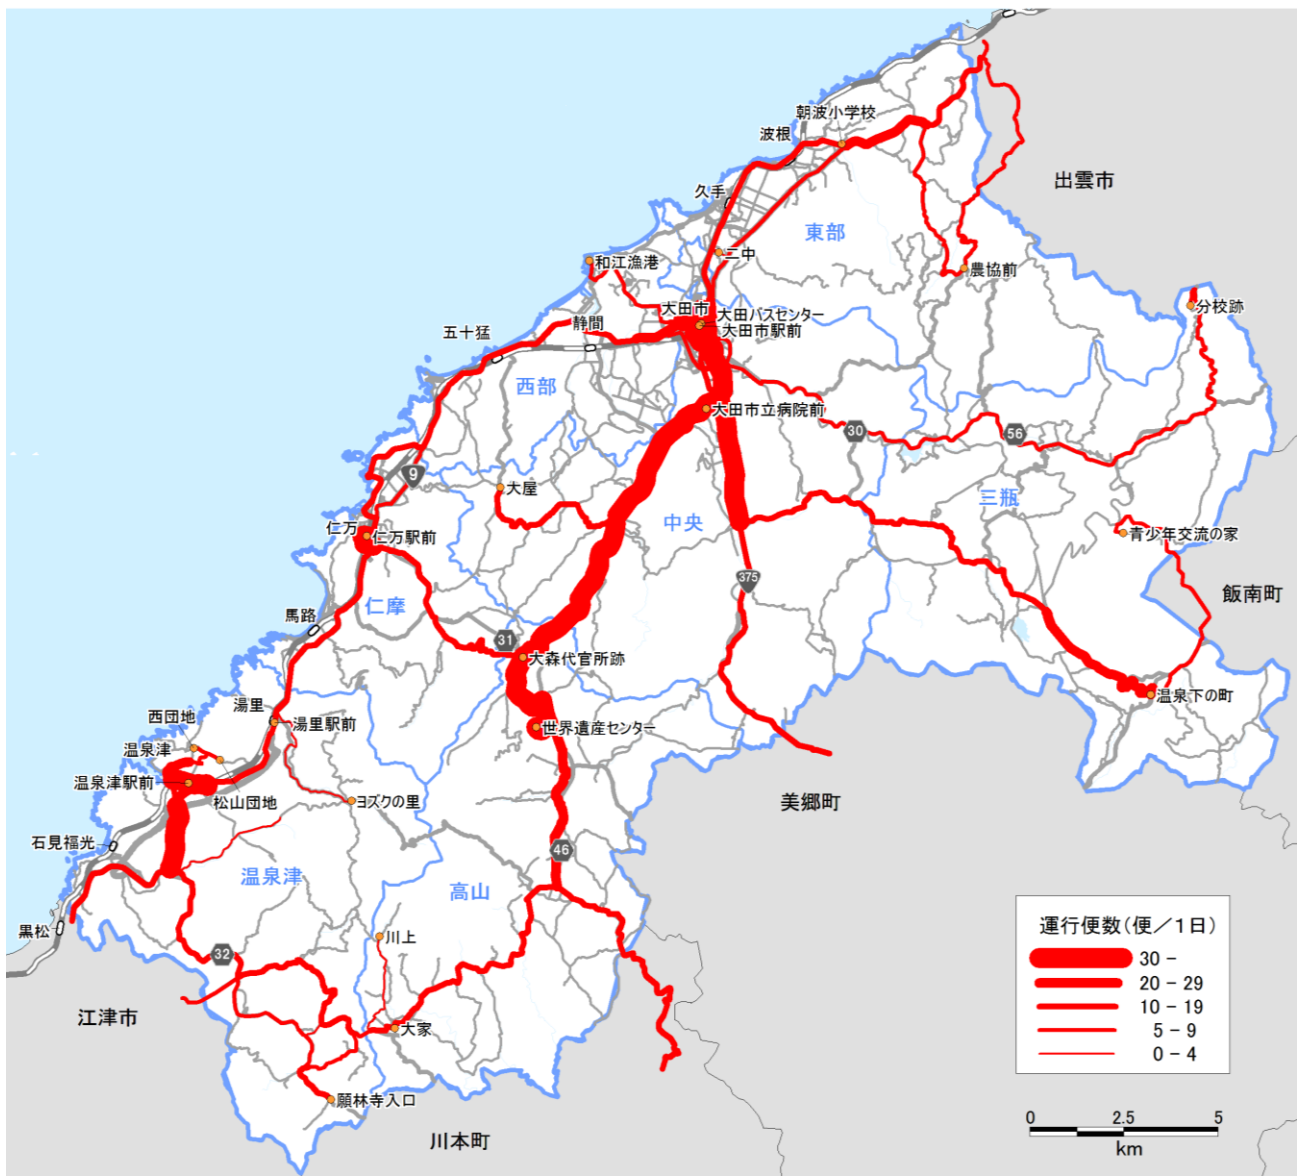 朝波小学校
波根
出雲市
久手
東部
二中
和江漁港
農協前
分校跡
大田市
大田バスセンター
大田市駅前
静間
五十猛
西部
大田市立病院前
30
56
9
大屋
三瓶
中央
仁万
仁万駅前
青少年交流の家
375
飯南町
仁摩
馬路
31
大森代官所跡
温泉下の町
湯里
西団地
湯里駅前
世界遺産センター
温泉津
温泉津駅前
松山団地
ヨズクの里
美郷町
石見福光
46
温泉津
高山
黒松
川上
32
江津市
大家
願林寺入口
川本町
運行便数(便/1日)
30 -
20 - 29
10 - 19
5 - 9
0 - 4
0 2.5 5
km